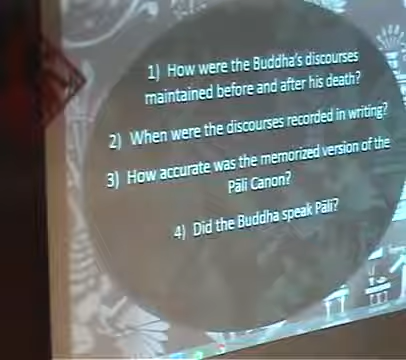 1) How were the Buddha's discourses
maintained before and after his death?
2) When were the discourses recorded in writing?
3) How accurate was the memorized version of the
Pāli Canon?
4) Did the Buddha speak Pāli?